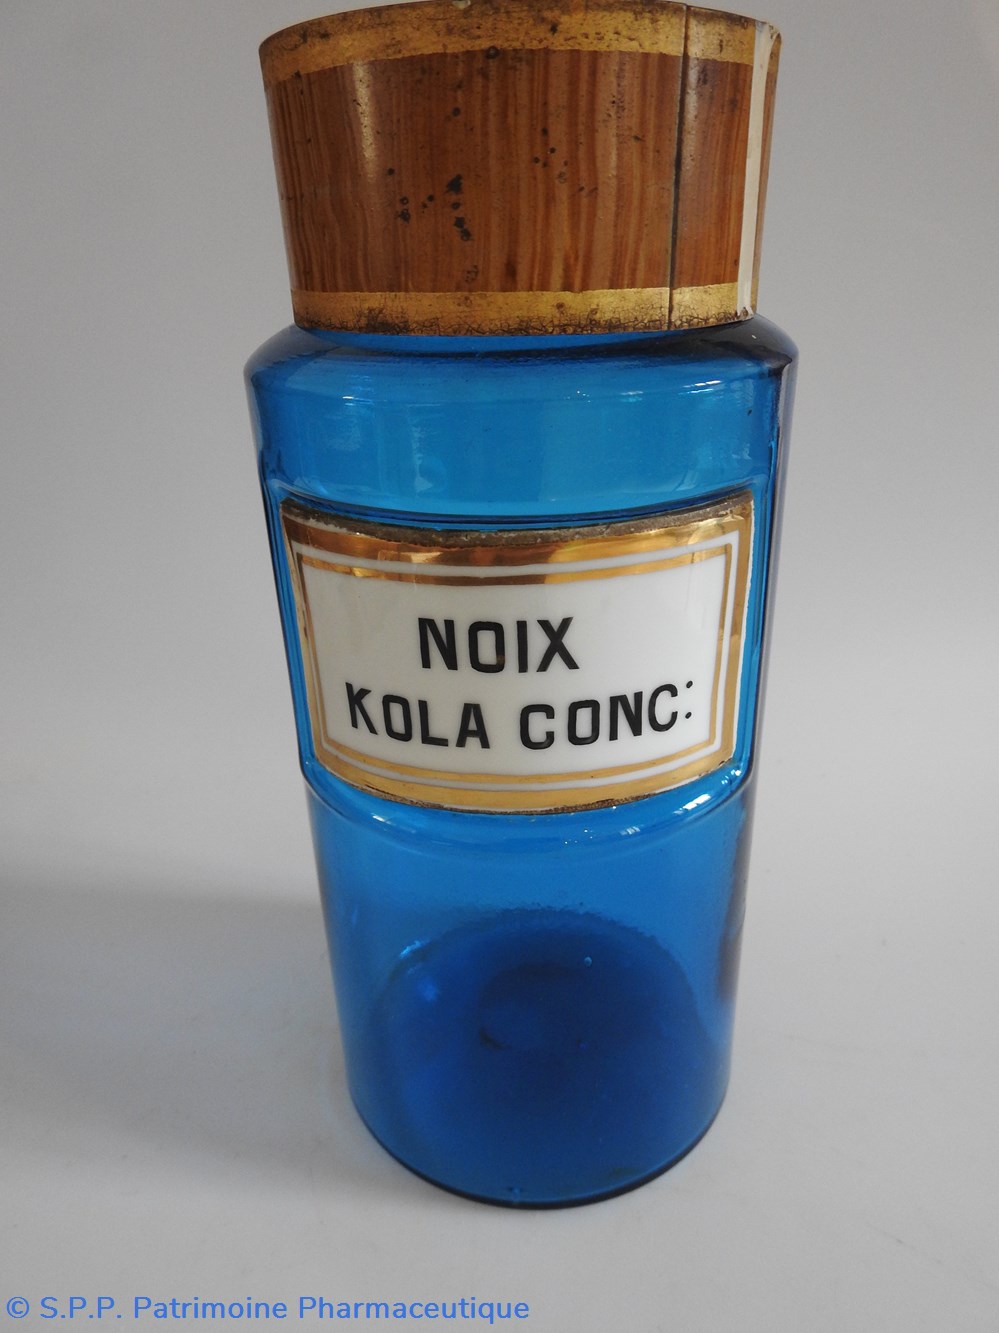 NOIX
KOLA CONC:
© S.P.P. Patrimoine Pharmaceutique